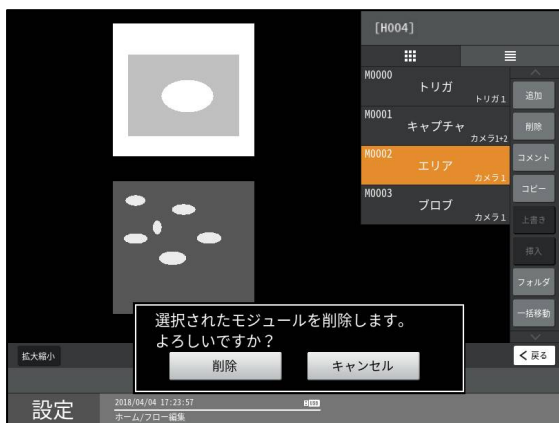 [H004]
M0000
トリガ
トリガ1
M0001
キャプチャ
カメラ1+2
M0002
エリア
カメラ1
M0003
ブロブ
カメラ1
追加
削除
コメント
コピー
上書き
挿入
フォルダ
一括移動
選択されたモジュールを削除します。
よろしいですか？
削除 キャンセル
拡大縮小
戻る
設定
2018/04/04 17:23:57
ホーム/フロー編集